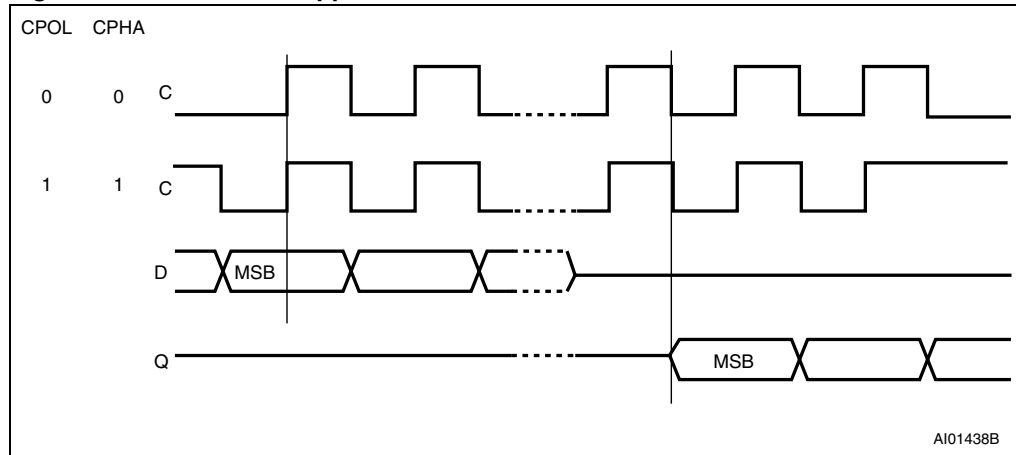 CPOL CPHA
0 0 C
1 1 C
D MSB
Q MSB
AI01438B